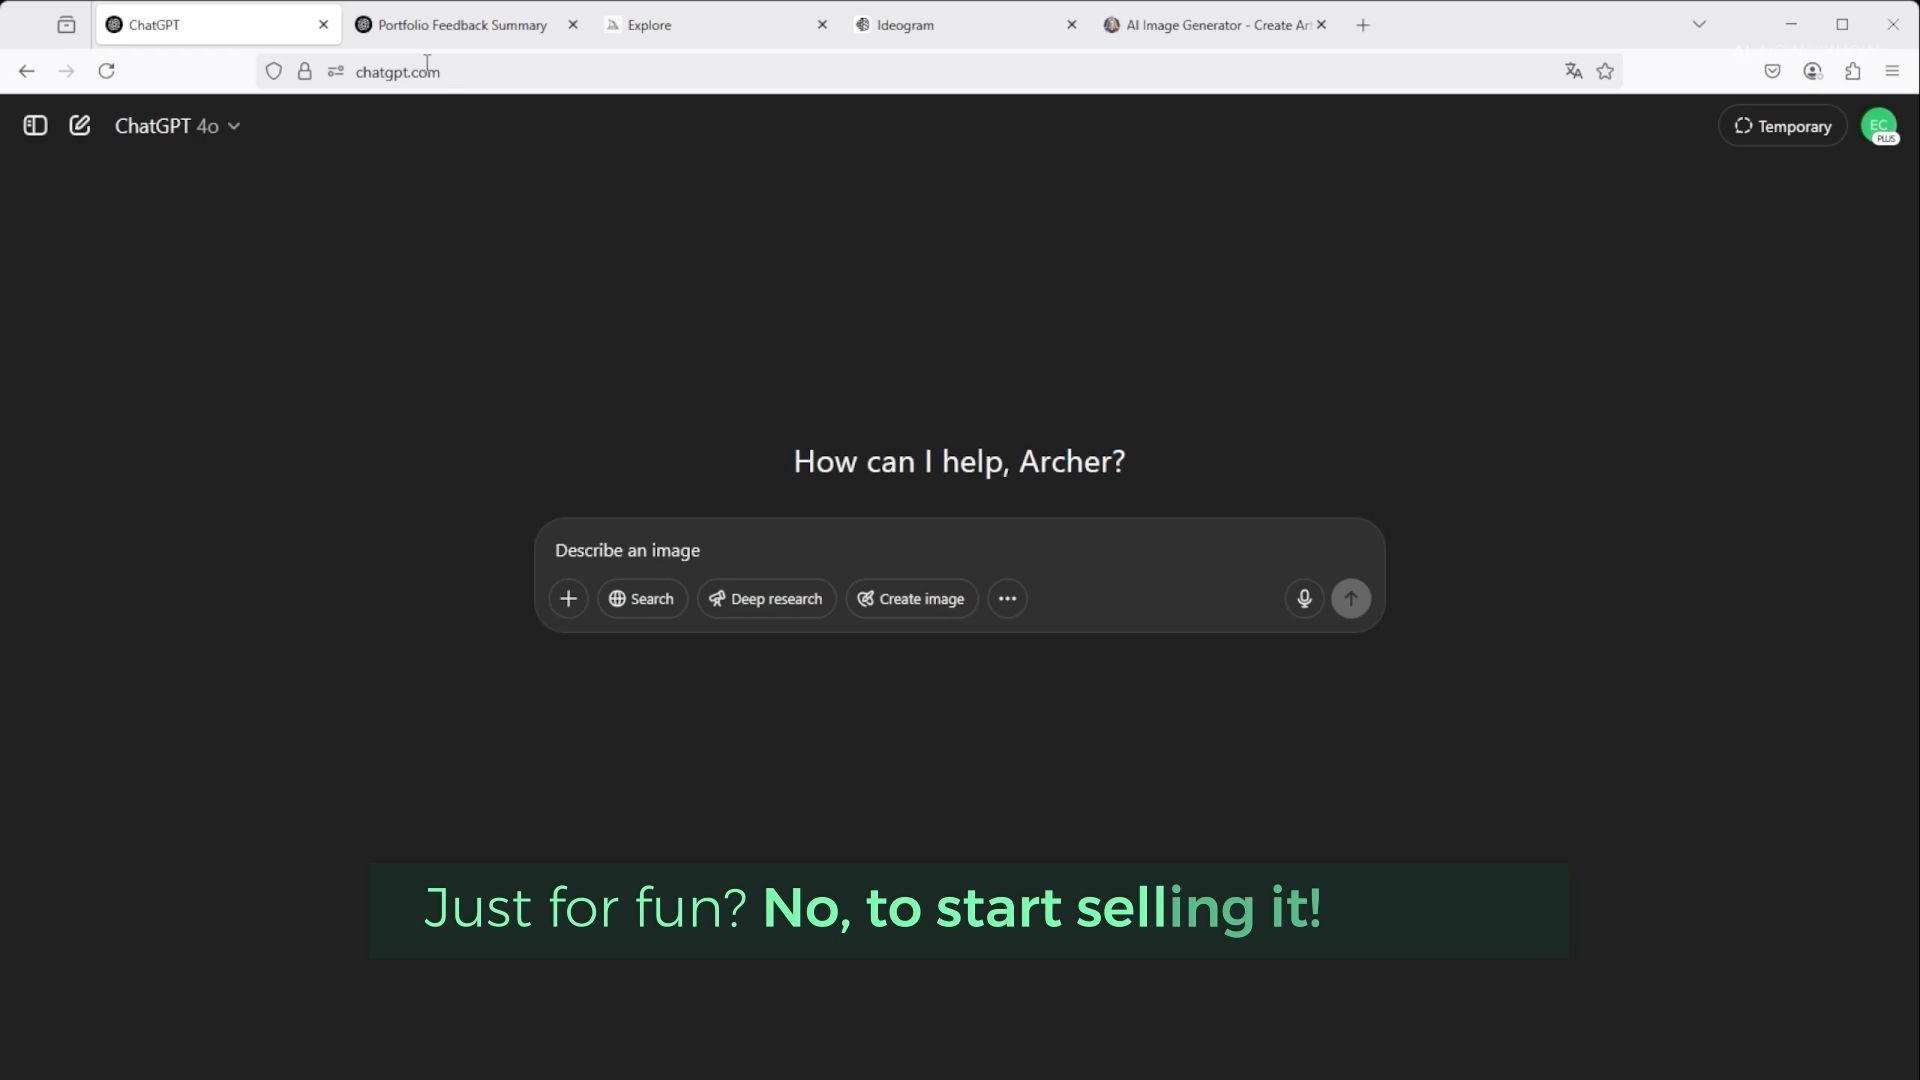 ChatGPT
Portfolio Feedback Summary
Explore
Ideogram
AI Image Generator - Create Art
chatgpt.com
ChatGPT 4o
Temporary
EC
PLUS
How can I help, Archer?
Describe an image
Search
Deep research
Create image
Just for fun? No, to start selling it!